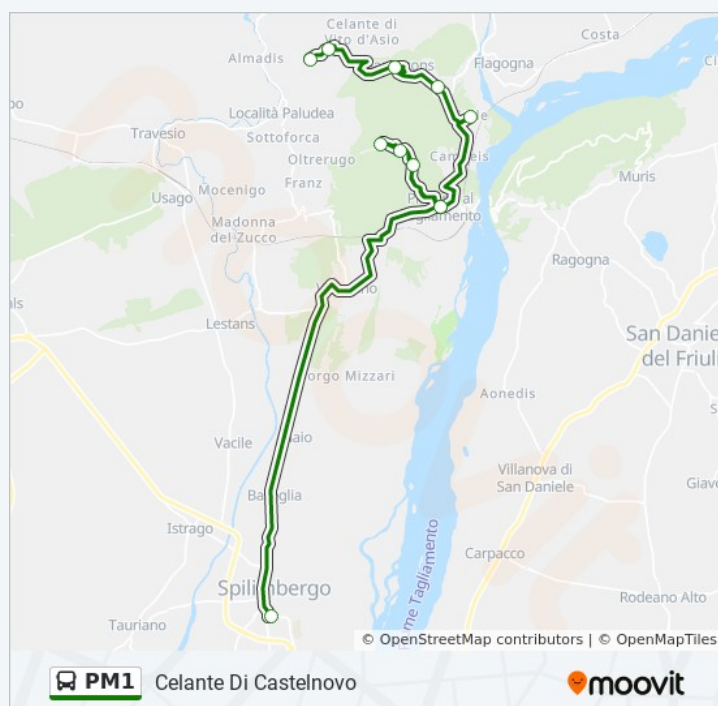 Celante di
Vito d'Asio
Costa
Almadis
Flagogna
Località Paludea
Travesio
Sottoforca
Oltrerugo
Muris
Franz
Mocenigo
Usago
Madonna
del Zucco
Ragogna
Lestans
San Danie
del Friuli
Borgo Mizzari
Aonedis
Vacile
Villanova di
San Daniele
Giave
Istrago
Carpacco
Rodeano Alto
Tauriano
© OpenStreetMap contributors | © OpenMapTiles
PM1 Celante Di Castelnovo
moovit